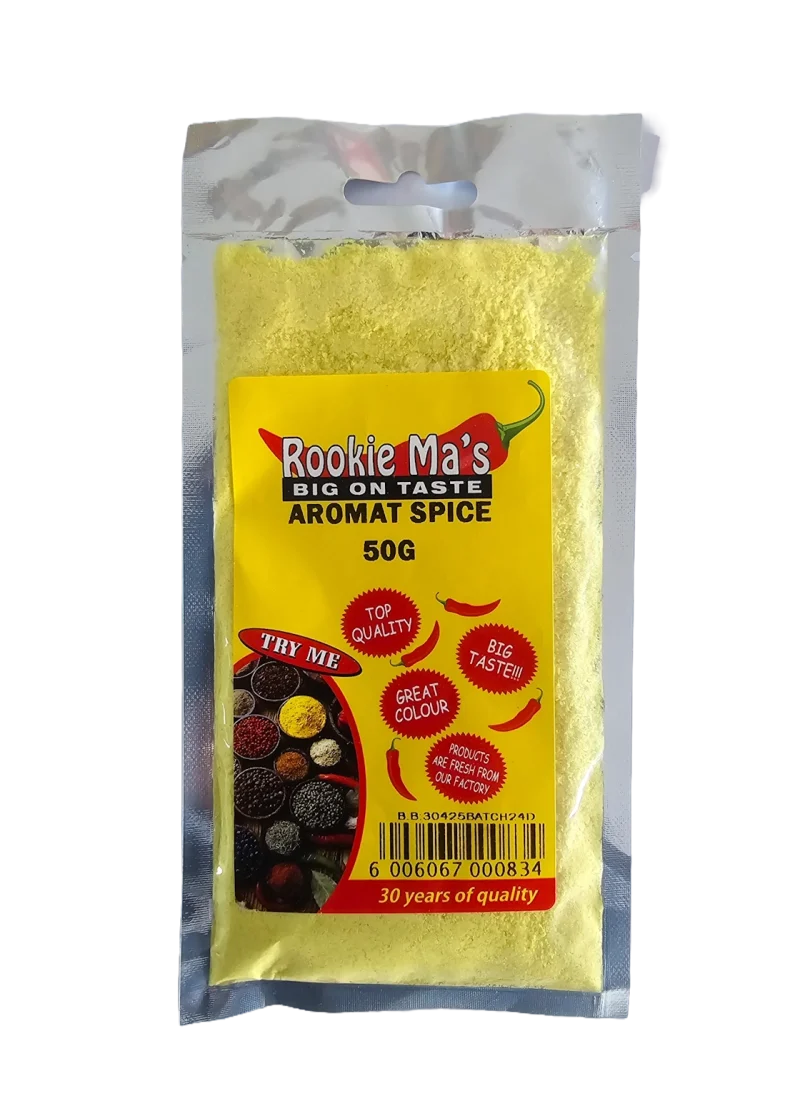 Rookie Ma's
BIG ON TASTE
AROMAT SPICE
50G
TOP
QUALITY
BIG
TASTE!!!
TRY ME
GREAT
COLOUR
PRODUCTS
ARE FRESH FROM
OUR FACTORY
B.B.30425BATCH24D
6 006067 000834
30 years of quality